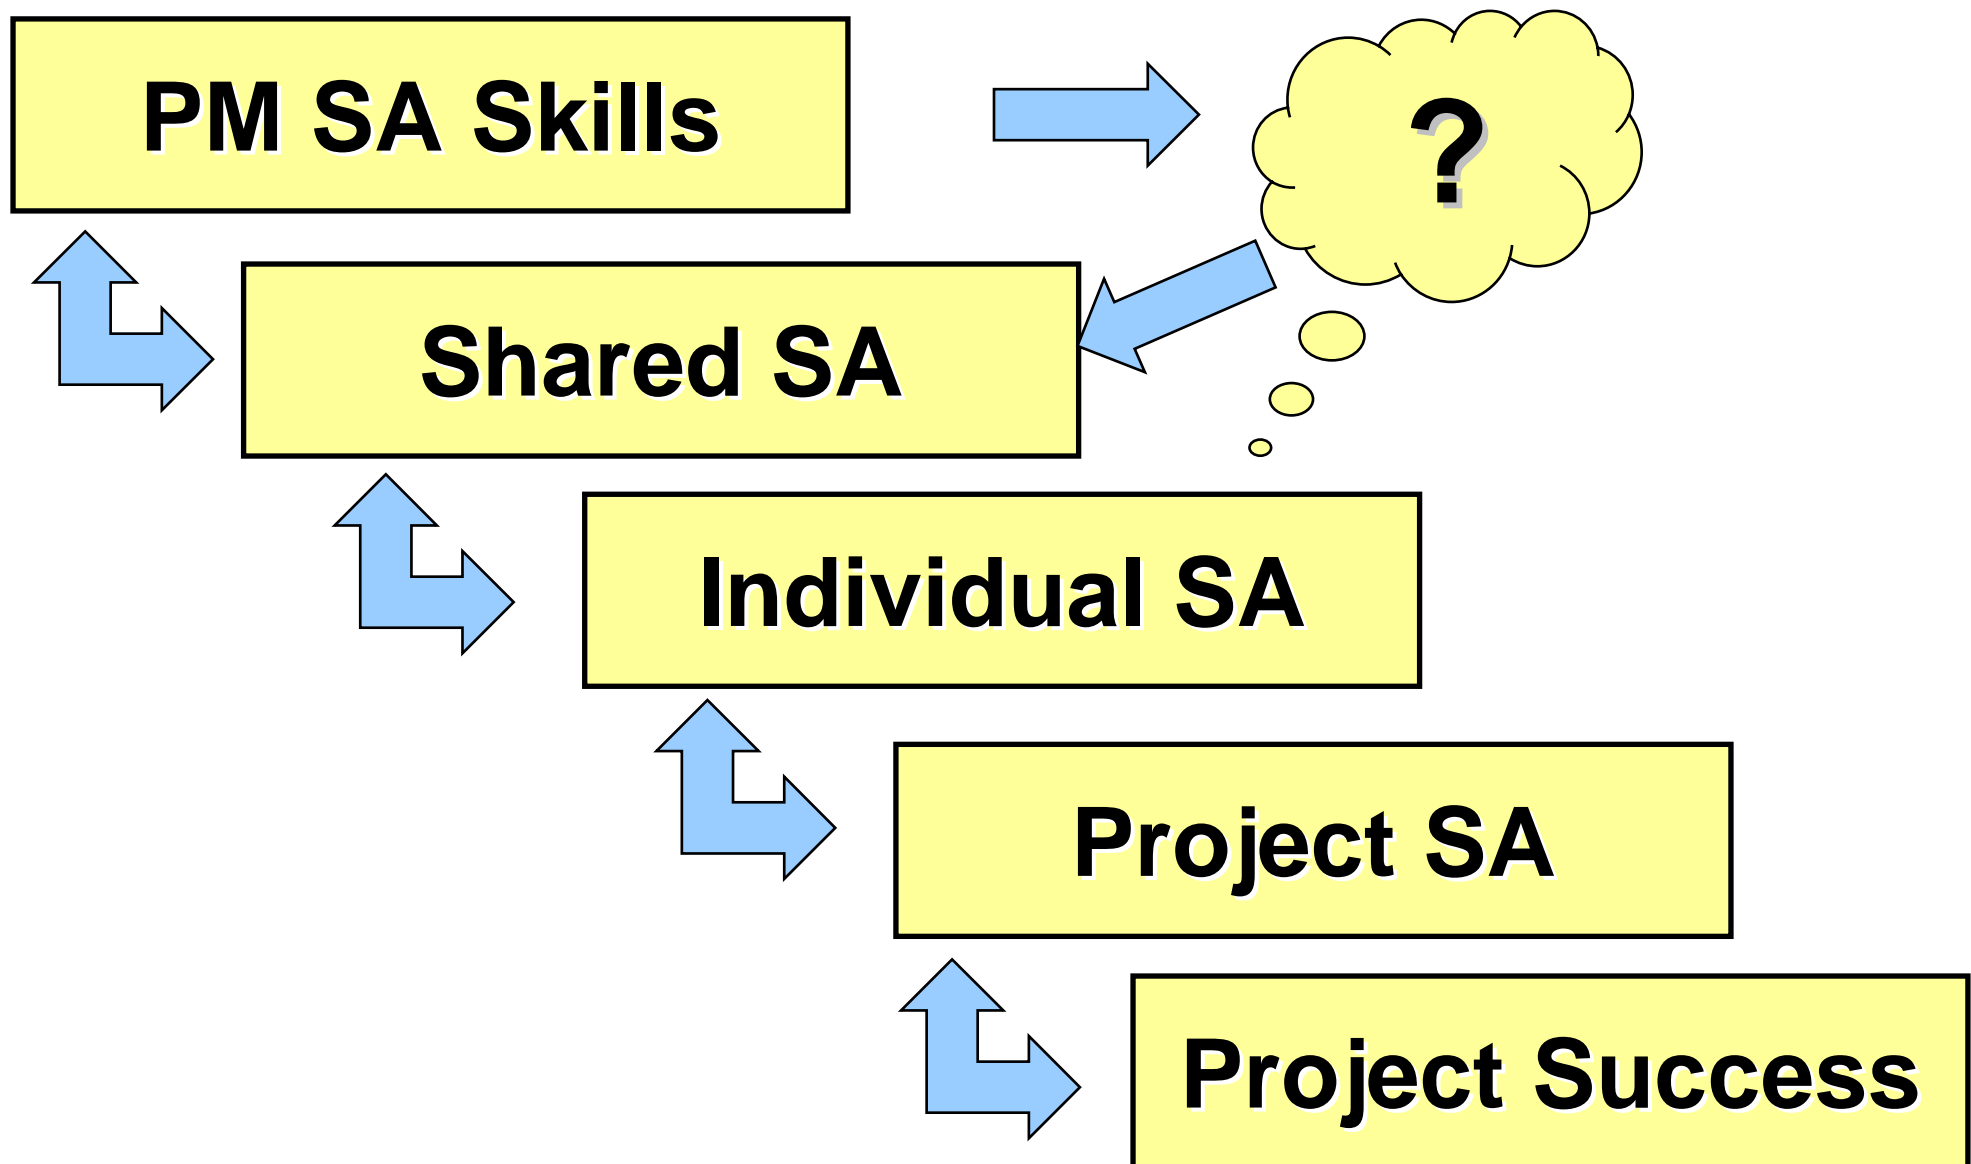 PM SA Skills
?
Shared SA
Individual SA
Project SA
Project Success